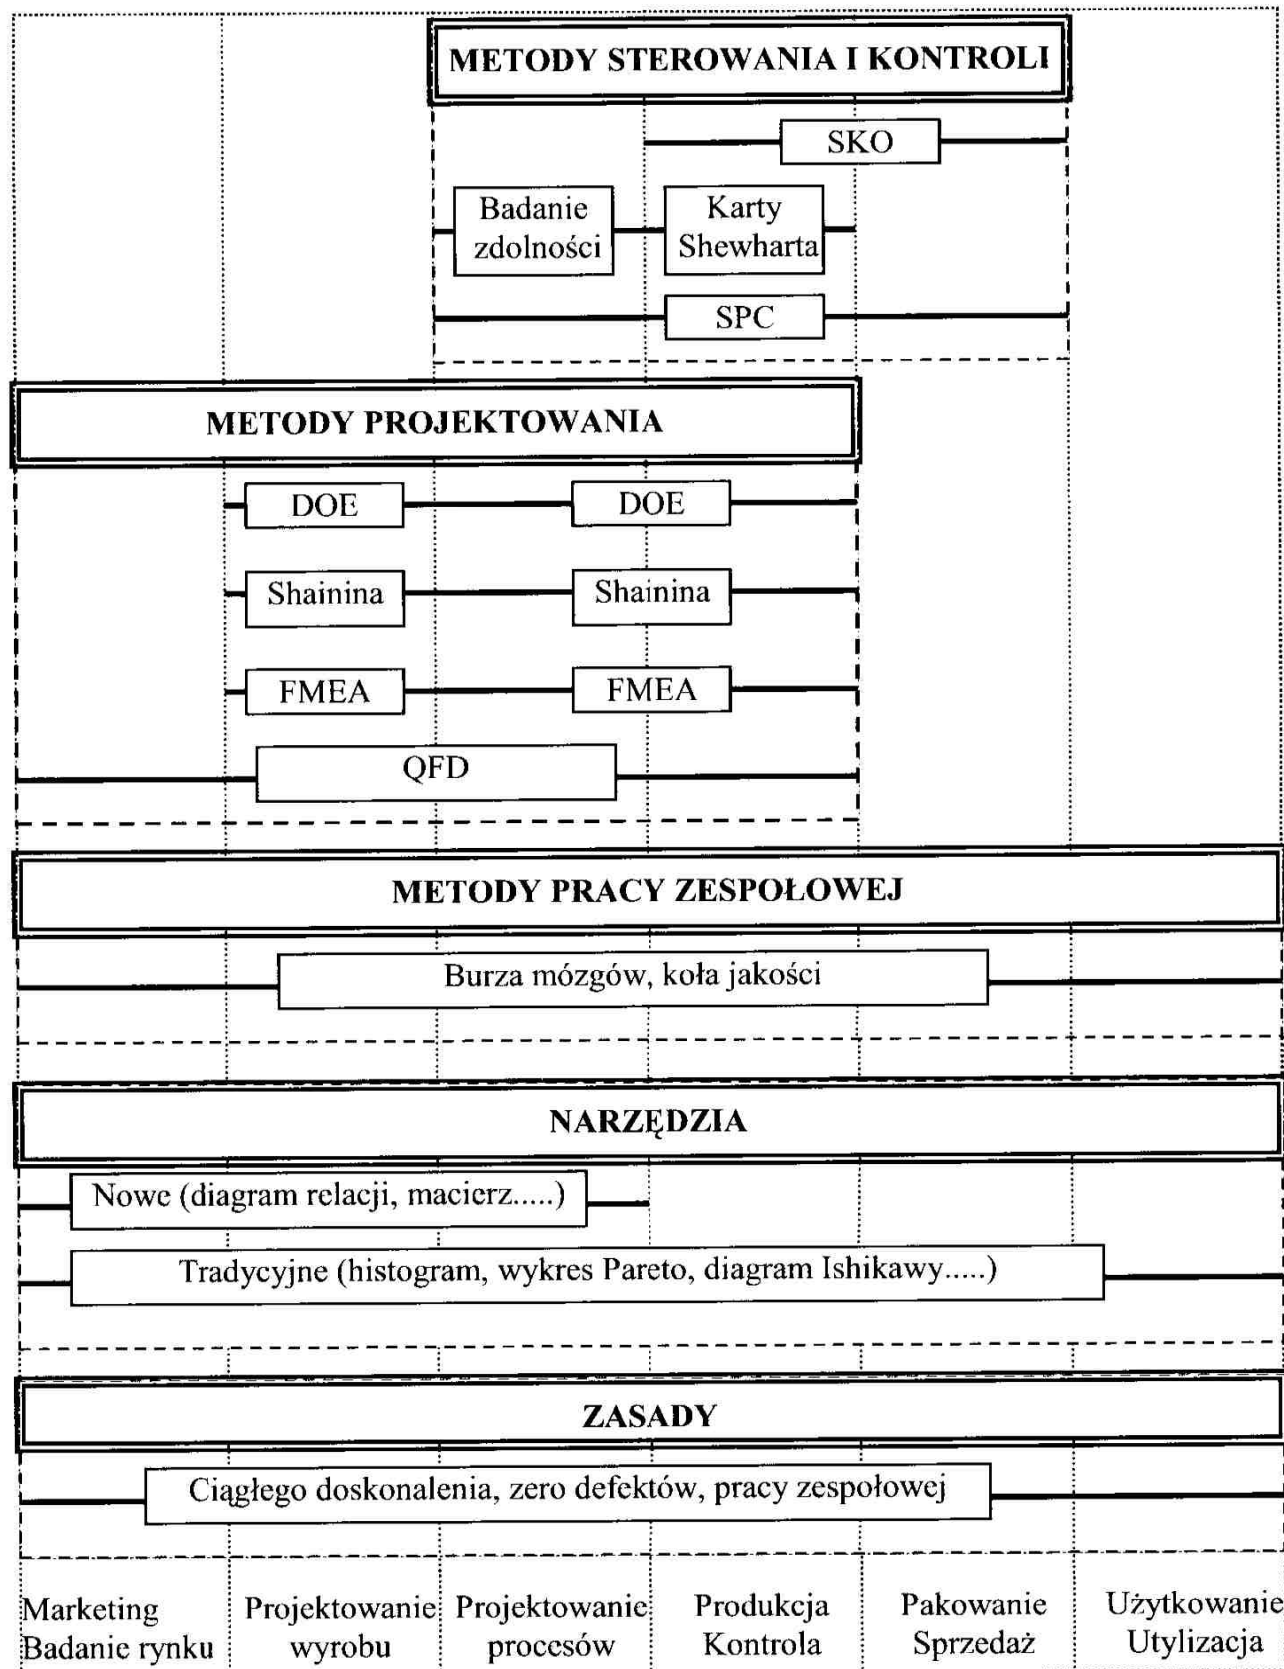 METODY STEROWANIA I KONTROLI
SKO
Badanie
zdolności
Karty
Shewharta
SPC
METODY PROJEKTOWANIA
DOE
DOE
Shainina
Shainina
FMEA
FMEA
QFD
METODY PRACY ZESPOŁOWEJ
Burza mózgów, koła jakości
NARZĘDZIA
Nowe (diagram relacji, macierz.....)
Tradycyjne (histogram, wykres Pareto, diagram Ishikawy.....)
ZASADY
Ciągłego doskonalenia, zero defektów, pracy zespołowej
Marketing
Badanie rynku
Projektowanie
wyrobu
Projektowanie
procesów
Produkcja
Kontrola
Pakowanie
Sprzedaż
Użytkowanie
Utylizacja